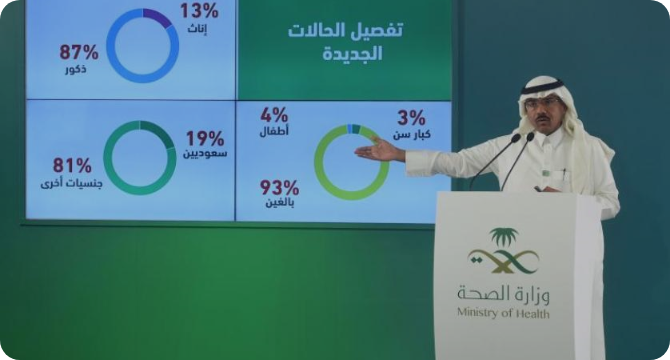 تفصيل الحالات
الجديدة
13%
إناث
87%
ذكور
3%
كبار سن
4%
أطفال
93%
بالغين
19%
سعوديين
81%
جنسيات أخرى
وزارة الصحة
Ministry of Health